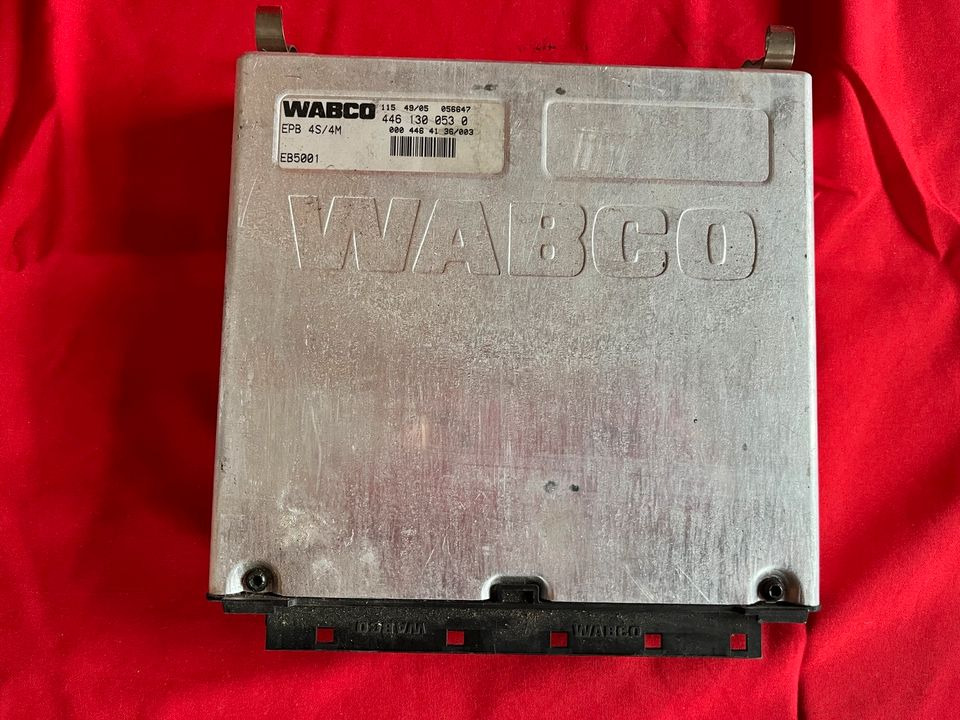 WABCO 115 49/05 056647
446 130 053 0
EPB 4S/4M 000 446 41 36/003
EB5001
WABCO
WABCO WABCO